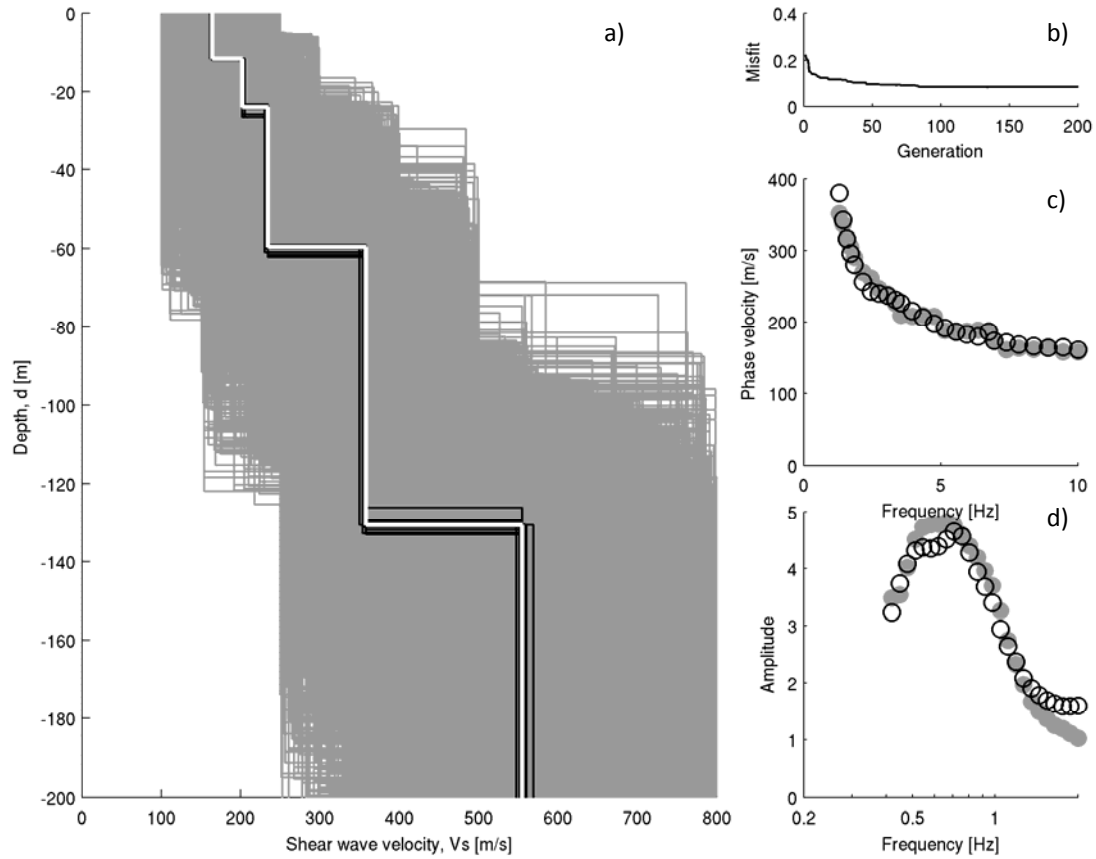 a)
0
-20
-40
-60
-80
-100
-120
-140
-160
-180
-200
Depth, d [m]
0 100 200 300 400 500 600 700 800
Shear wave velocity, Vs [m/s]
b)
0.4
0.2
0
Misfit
0 50 100 150 200
Generation
c)
400
300
200
100
0
Phase velocity [m/s]
0 5 10
Frequency [Hz]
d)
5
4
3
2
1
0
Amplitude
0.2 0.5 1
Frequency [Hz]